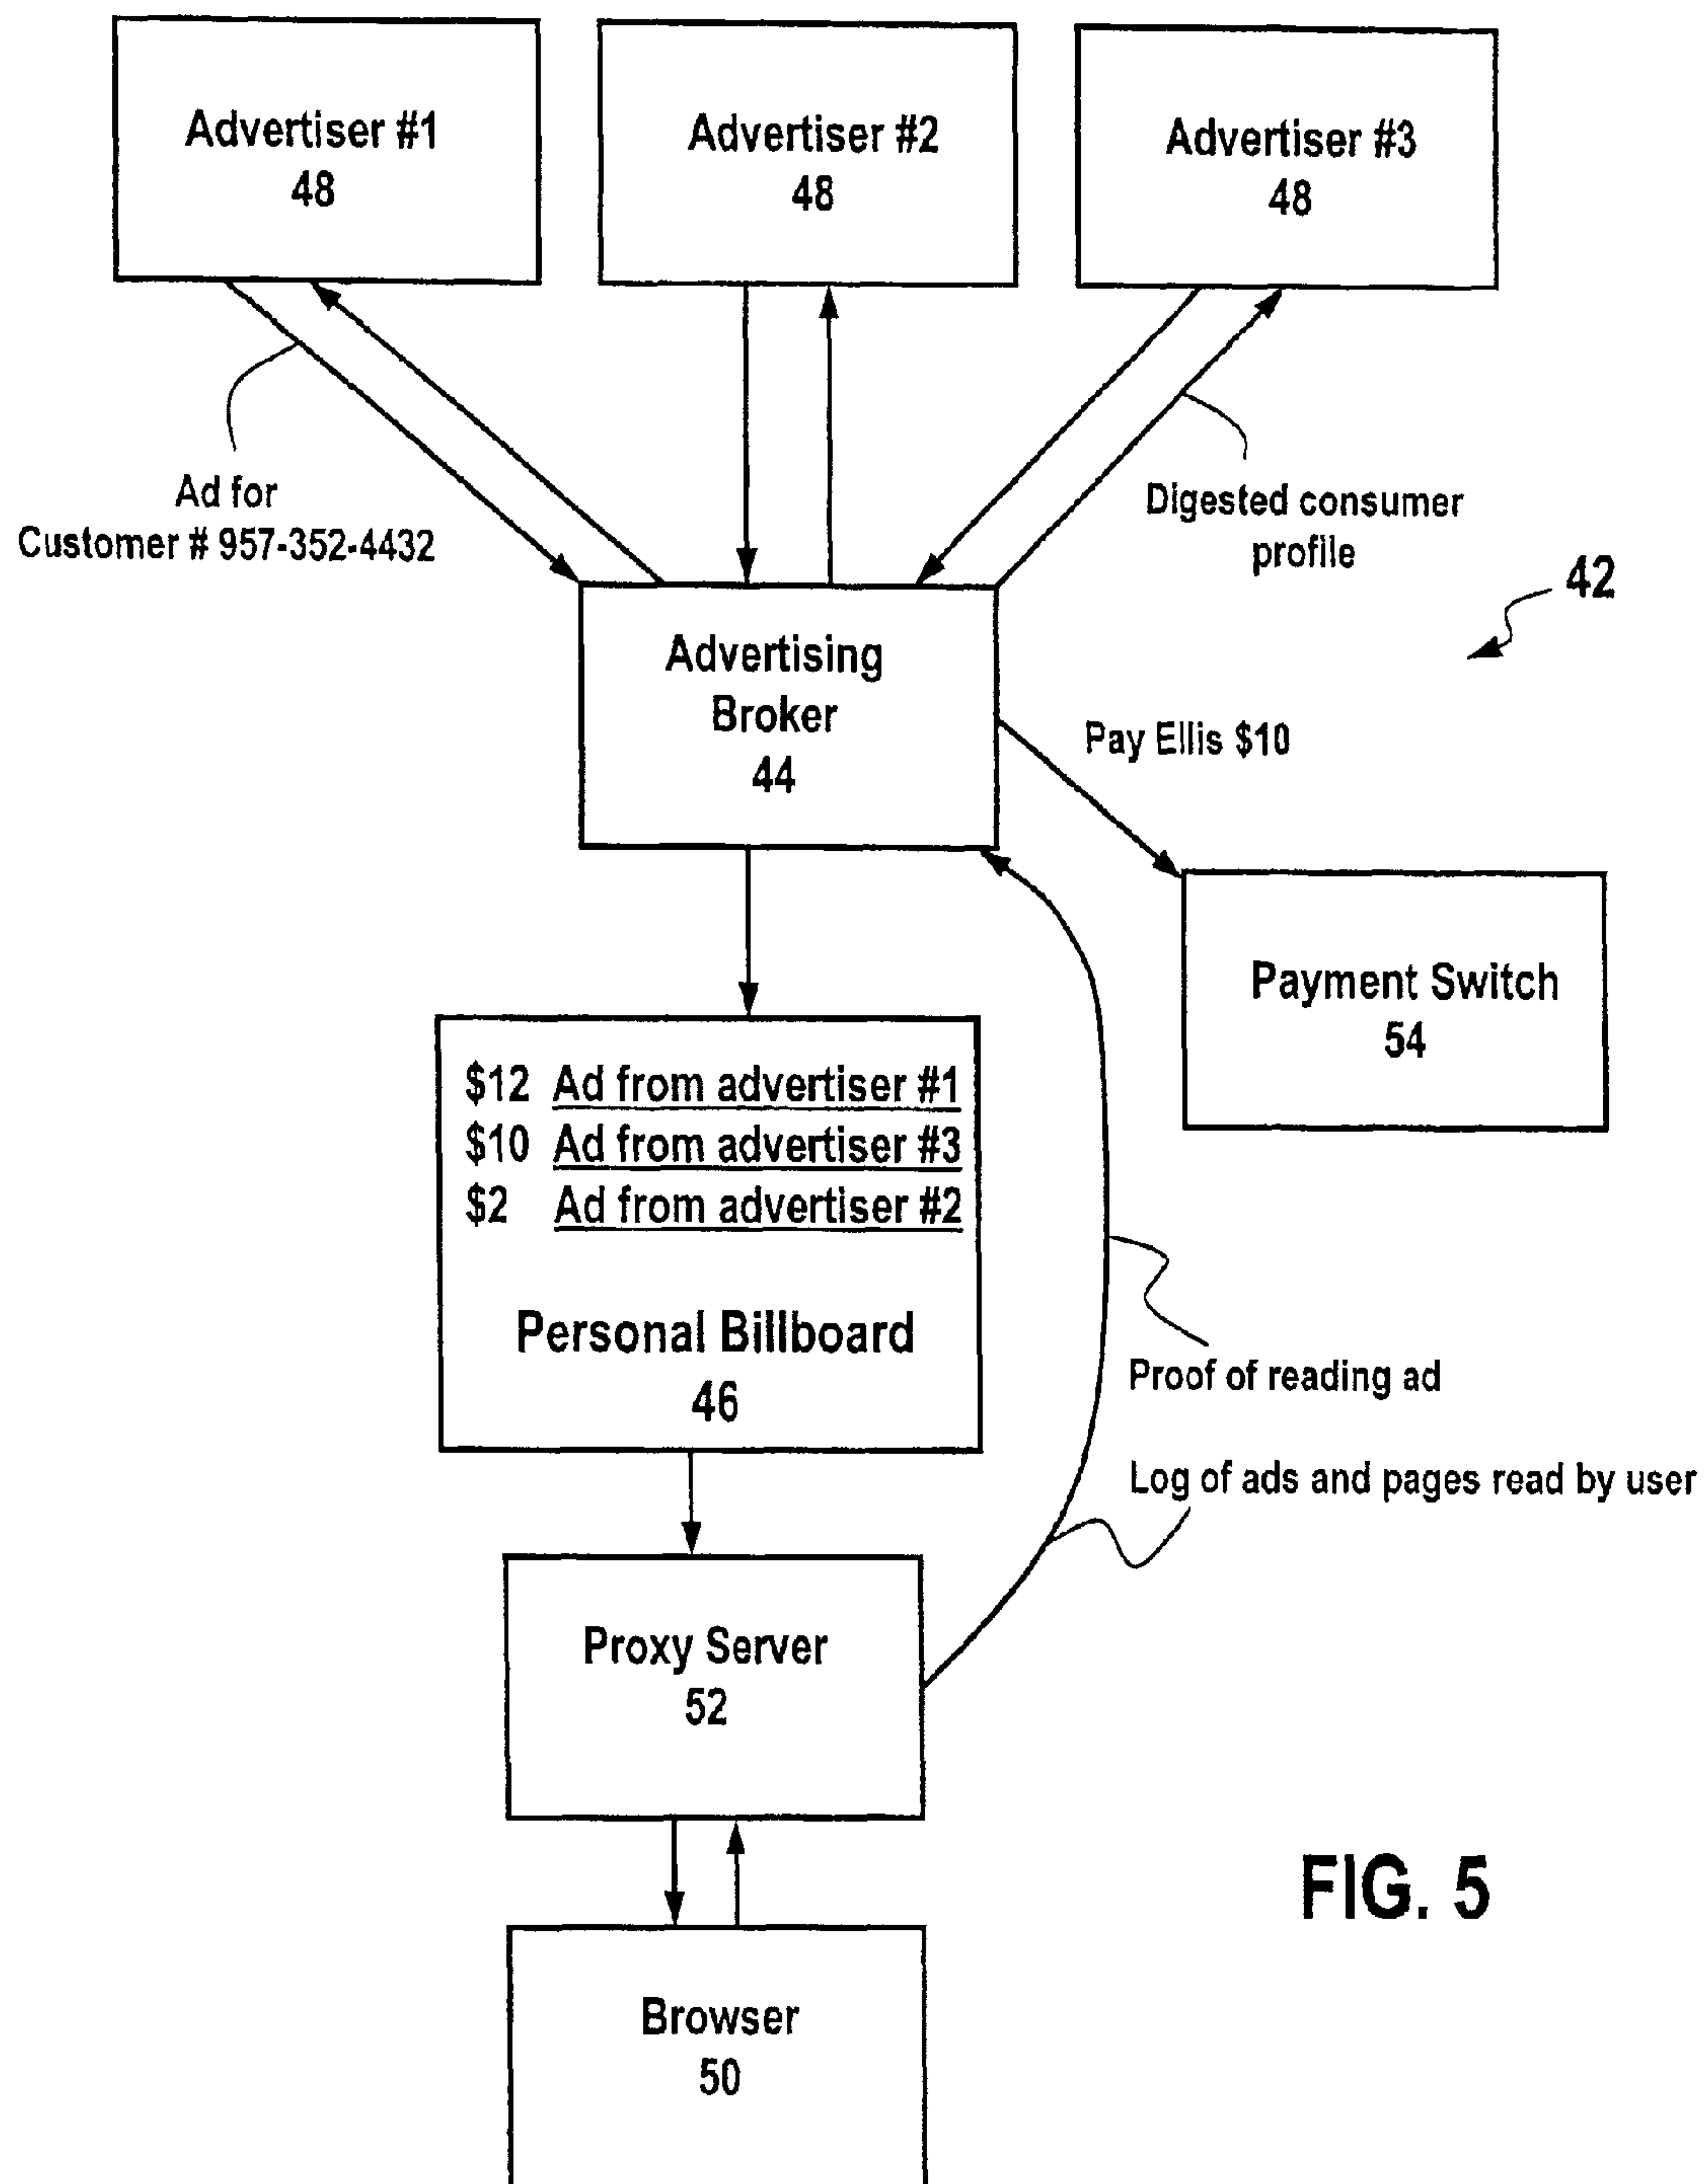 Advertiser #1
48
Advertiser #2
48
Advertiser #3
48
Ad for
Customer # 957-352-4432
Digested consumer
profile
42
Advertising
Broker
44
Pay Ellis $10
Payment Switch
54
$12 Ad from advertiser #1
$10 Ad from advertiser #3
$2 Ad from advertiser #2
Personal Billboard
46
Proof of reading ad
Log of ads and pages read by user
Proxy Server
52
FIG. 5
Browser
50